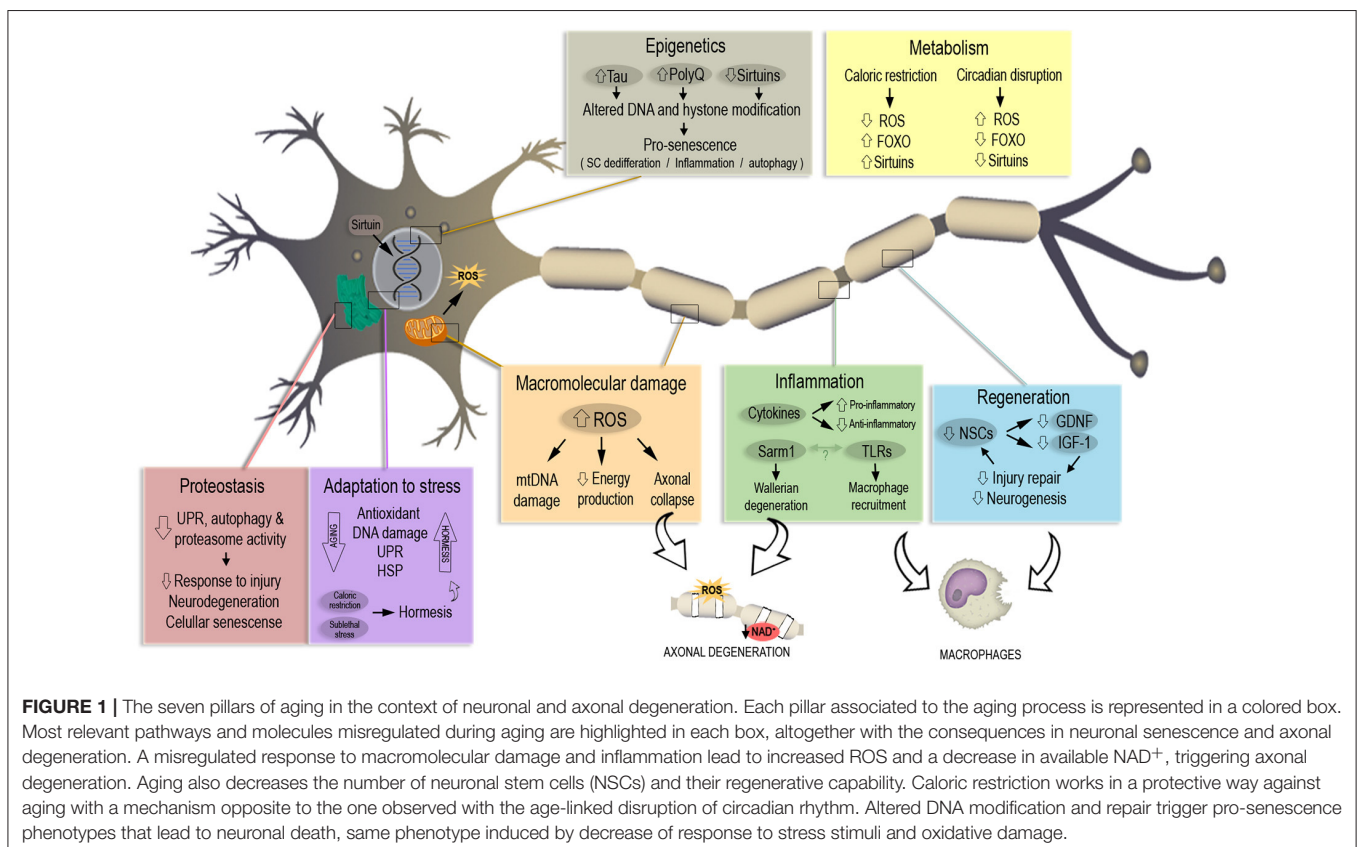 Epigenetics
⇧Tau ⇧PolyQ ⇩Sirtuins
Altered DNA and hystone modification
Pro-senescence
( SC dedifferation / Inflammation / autophagy )
Metabolism
Caloric restriction
⇩ ROS
⇧ FOXO
⇧ Sirtuins
Circadian disruption
⇧ ROS
⇩ FOXO
⇩ Sirtuins
Sirtuin
ROS
Macromolecular damage
⇧ ROS
mtDNA
damage
⇩ Energy
production
Axonal
collapse
Inflammation
Cytokines
⇧ Pro-inflammatory
⇩ Anti-inflammatory
Sarm1 ? TLRs
Wallerian
degeneration
Macrophage
recruitment
Regeneration
⇩ NSCs
⇩ GDNF
⇩ IGF-1
⇩ Injury repair
⇩ Neurogenesis
Proteostasis
⇩ UPR, autophagy &
proteasome activity
⇩ Response to injury
Neurodegeneration
Celullar senescense
Adaptation to stress
AGING
Antioxidant
DNA damage
UPR
HSP
HORMESIS
Caloric
restriction
Sublethal
stress
Hormesis
ROS
NAD⁺
AXONAL DEGENERATION
MACROPHAGES
FIGURE 1 | The seven pillars of aging in the context of neuronal and axonal degeneration. Each pillar associated to the aging process is represented in a colored box.
Most relevant pathways and molecules misregulated during aging are highlighted in each box, altogether with the consequences in neuronal senescence and axonal
degeneration. A misregulated response to macromolecular damage and inflammation lead to increased ROS and a decrease in available NAD⁺, triggering axonal
degeneration. Aging also decreases the number of neuronal stem cells (NSCs) and their regenerative capability. Caloric restriction works in a protective way against
aging with a mechanism opposite to the one observed with the age-linked disruption of circadian rhythm. Altered DNA modification and repair trigger pro-senescence
phenotypes that lead to neuronal death, same phenotype induced by decrease of response to stress stimuli and oxidative damage.